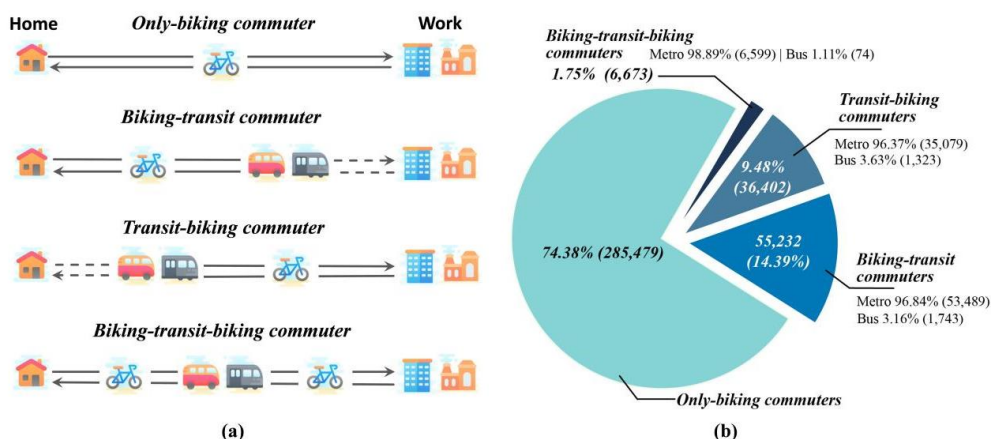 Home
Only-biking commuter
Work
Biking-transit commuter
Transit-biking commuter
Biking-transit-biking commuter
(a)
Biking-transit-biking
commuters
Metro 98.89% (6,599) | Bus 1.11% (74)
1.75% (6,673)
Transit-biking
commuters
Metro 96.37% (35,079)
Bus 3.63% (1,323)
9.48%
(36,402)
74.38% (285,479)
55,232
(14.39%)
Biking-transit
commuters
Metro 96.84% (53,489)
Bus 3.16% (1,743)
Only-biking commuters
(b)